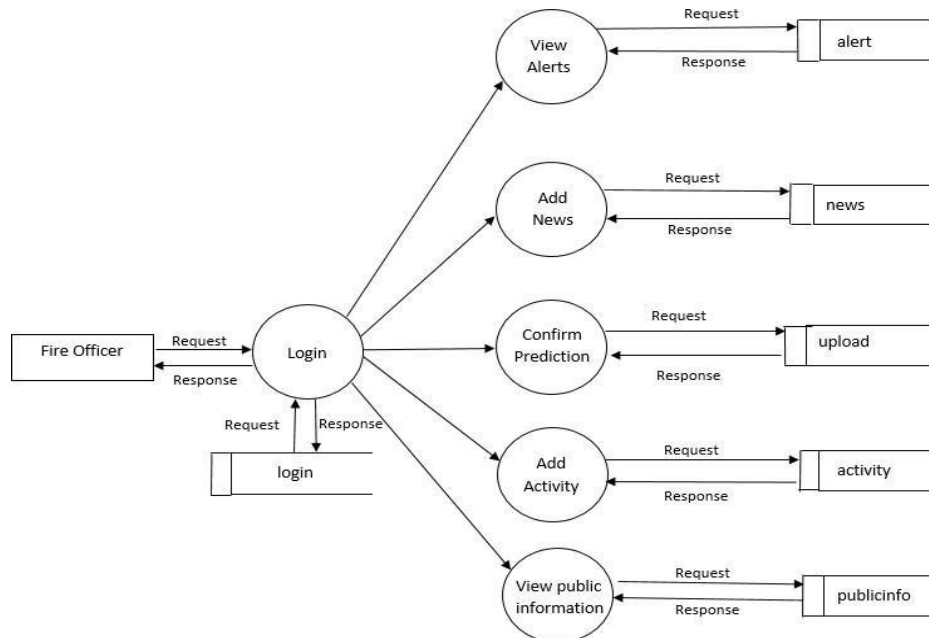 Request
View
Alerts
alert
Response
Request
Add
News
news
Response
Request
Confirm
Prediction
upload
Response
Fire Officer
Request
Response
Login
Request
Response
login
Request
Add
Activity
activity
Response
Request
View public
information
publicinfo
Response